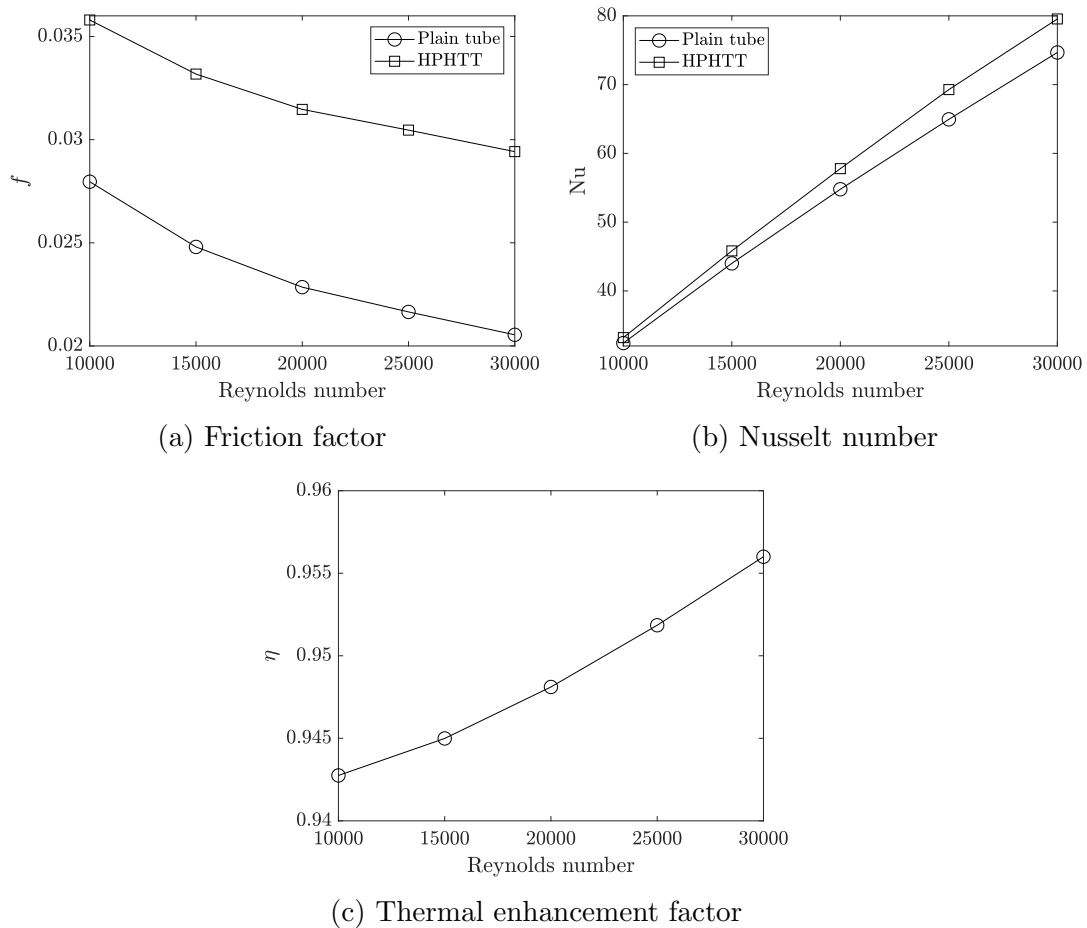 0.035
0.03
0.025
0.02
f
Plain tube
HPHTT
10000 15000 20000 25000 30000
Reynolds number
(a) Friction factor
80
70
60
50
40
Nu
Plain tube
HPHTT
10000 15000 20000 25000 30000
Reynolds number
(b) Nusselt number
0.96
0.955
0.95
0.945
0.94
η
10000 15000 20000 25000 30000
Reynolds number
(c) Thermal enhancement factor